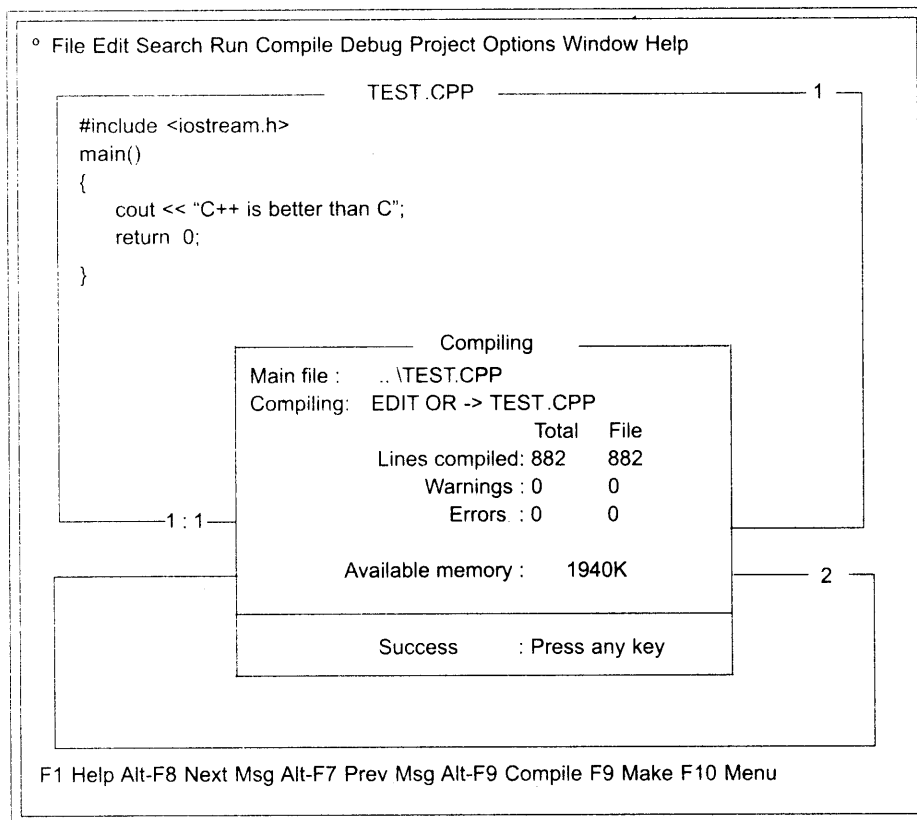 º File Edit Search Run Compile Debug Project Options Window Help
TEST.CPP 1
#include <iostream.h>
main()
{
cout << “C++ is better than C”;
return 0;
}
Compiling
Main file : .. \TEST.CPP
Compiling: EDIT OR -> TEST.CPP
Total File
Lines compiled: 882 882
Warnings : 0 0
Errors : 0 0
1 : 1
Available memory : 1940K
2
Success : Press any key
F1 Help Alt-F8 Next Msg Alt-F7 Prev Msg Alt-F9 Compile F9 Make F10 Menu